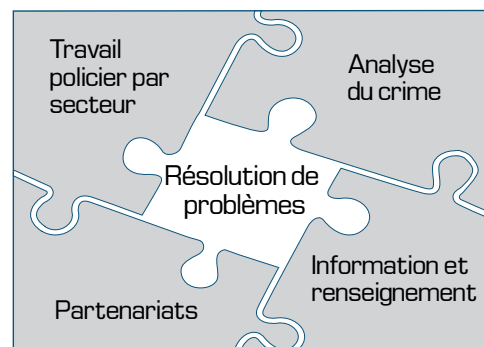 Travail
policier par
secteur
Analyse
du crime
Résolution de
problèmes
Information et
renseignement
Partenariats